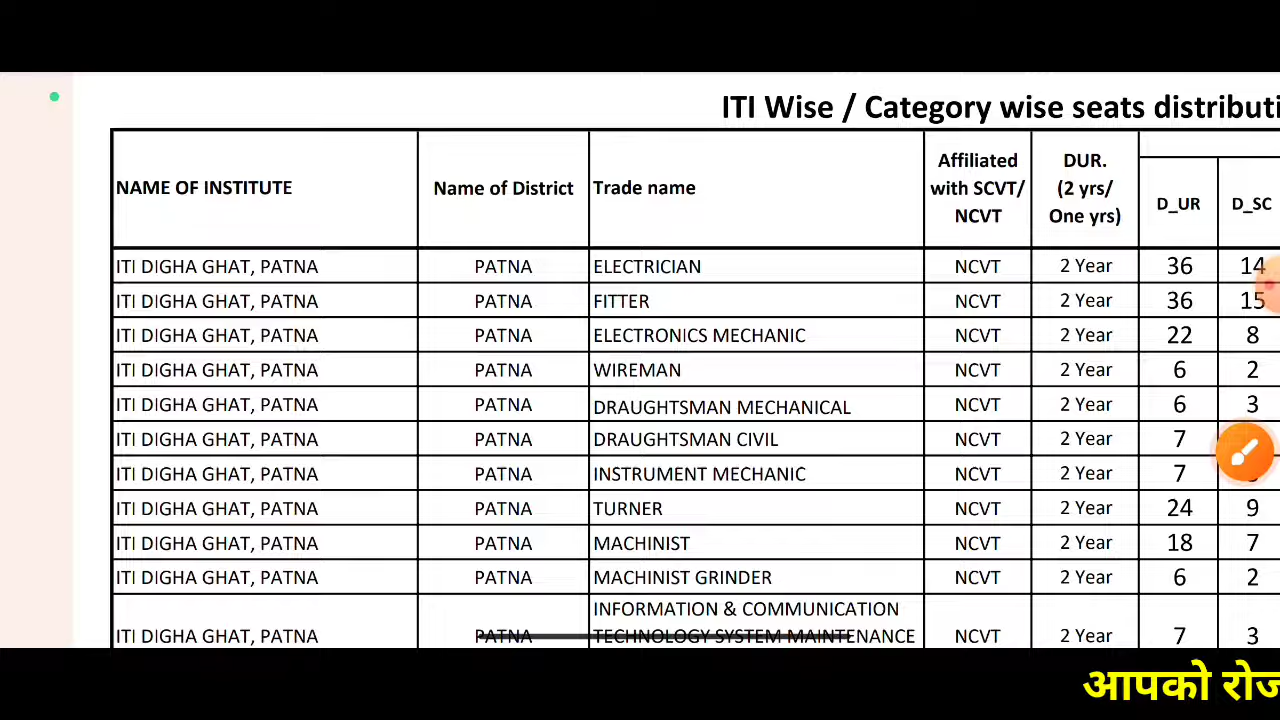 ITI Wise / Category wise seats distributi
NAME OF INSTITUTE Name of District Trade name Affiliated with SCVT/ NCVT DUR. (2 yrs/ One yrs) D_UR D_SC
ITI DIGHA GHAT, PATNA PATNA ELECTRICIAN NCVT 2 Year 36 14
ITI DIGHA GHAT, PATNA PATNA FITTER NCVT 2 Year 36 15
ITI DIGHA GHAT, PATNA PATNA ELECTRONICS MECHANIC NCVT 2 Year 22 8
ITI DIGHA GHAT, PATNA PATNA WIREMAN NCVT 2 Year 6 2
ITI DIGHA GHAT, PATNA PATNA DRAUGHTSMAN MECHANICAL NCVT 2 Year 6 3
ITI DIGHA GHAT, PATNA PATNA DRAUGHTSMAN CIVIL NCVT 2 Year 7
ITI DIGHA GHAT, PATNA PATNA INSTRUMENT MECHANIC NCVT 2 Year 7
ITI DIGHA GHAT, PATNA PATNA TURNER NCVT 2 Year 24 9
ITI DIGHA GHAT, PATNA PATNA MACHINIST NCVT 2 Year 18 7
ITI DIGHA GHAT, PATNA PATNA MACHINIST GRINDER NCVT 2 Year 6 2
INFORMATION & COMMUNICATION
ITI DIGHA GHAT, PATNA PATNA TECHNOLOGY SYSTEM MAINTENANCE NCVT 2 Year 7 3
आपको रोज